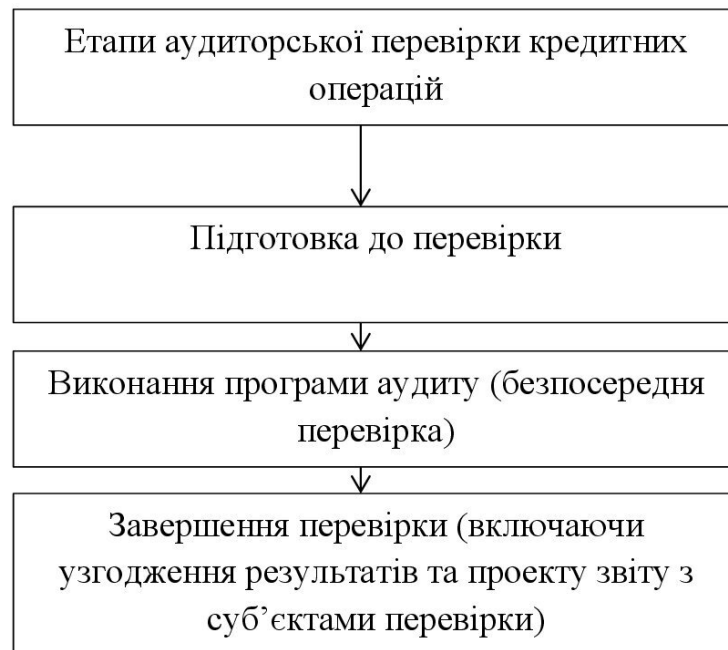 Етапи аудиторської перевірки кредитних
операцій
Підготовка до перевірки
Виконання програми аудиту (безпосередня
перевірка)
Завершення перевірки (включаючи
узгодження результатів та проекту звіту з
суб’єктами перевірки)